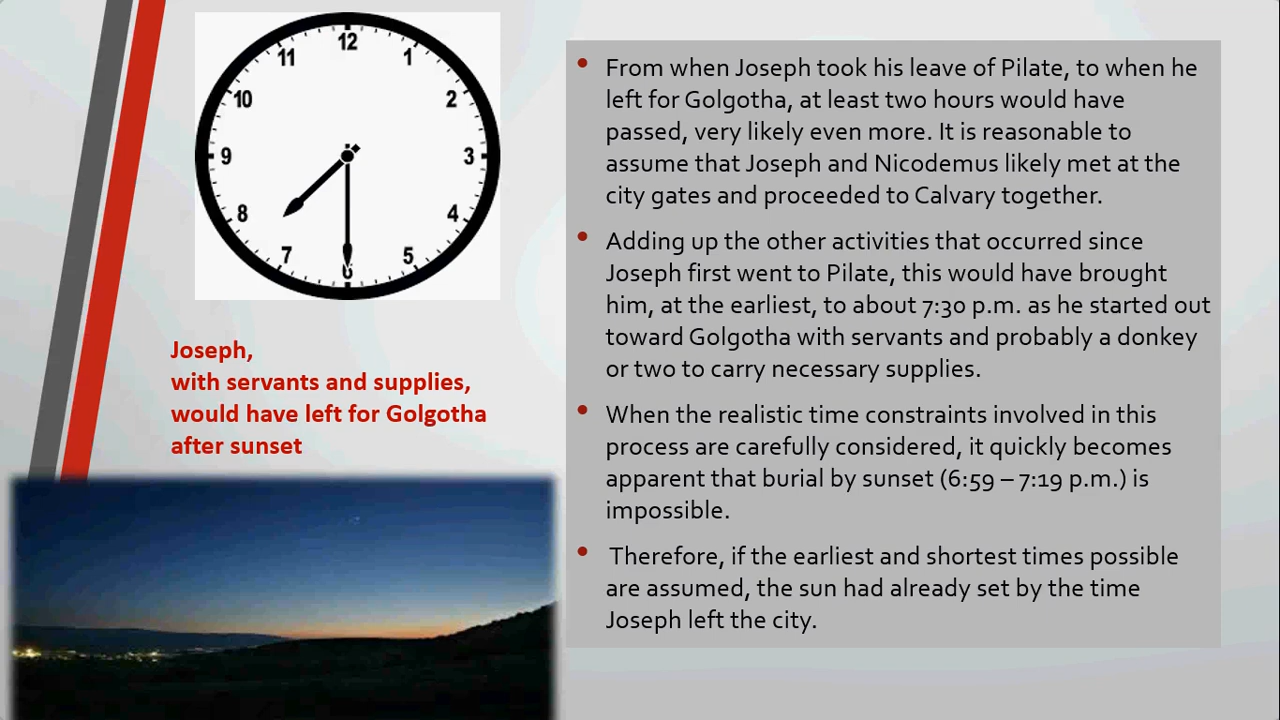 12
11
1
10
2
9
3
8
4
7
5
6
Joseph,
with servants and supplies,
would have left for Golgotha
after sunset
• From when Joseph took his leave of Pilate, to when he
left for Golgotha, at least two hours would have
passed, very likely even more. It is reasonable to
assume that Joseph and Nicodemus likely met at the
city gates and proceeded to Calvary together.
• Adding up the other activities that occurred since
Joseph first went to Pilate, this would have brought
him, at the earliest, to about 7:30 p.m. as he started out
toward Golgotha with servants and probably a donkey
or two to carry necessary supplies.
• When the realistic time constraints involved in this
process are carefully considered, it quickly becomes
apparent that burial by sunset (6:59 – 7:19 p.m.) is
impossible.
• Therefore, if the earliest and shortest times possible
are assumed, the sun had already set by the time
Joseph left the city.